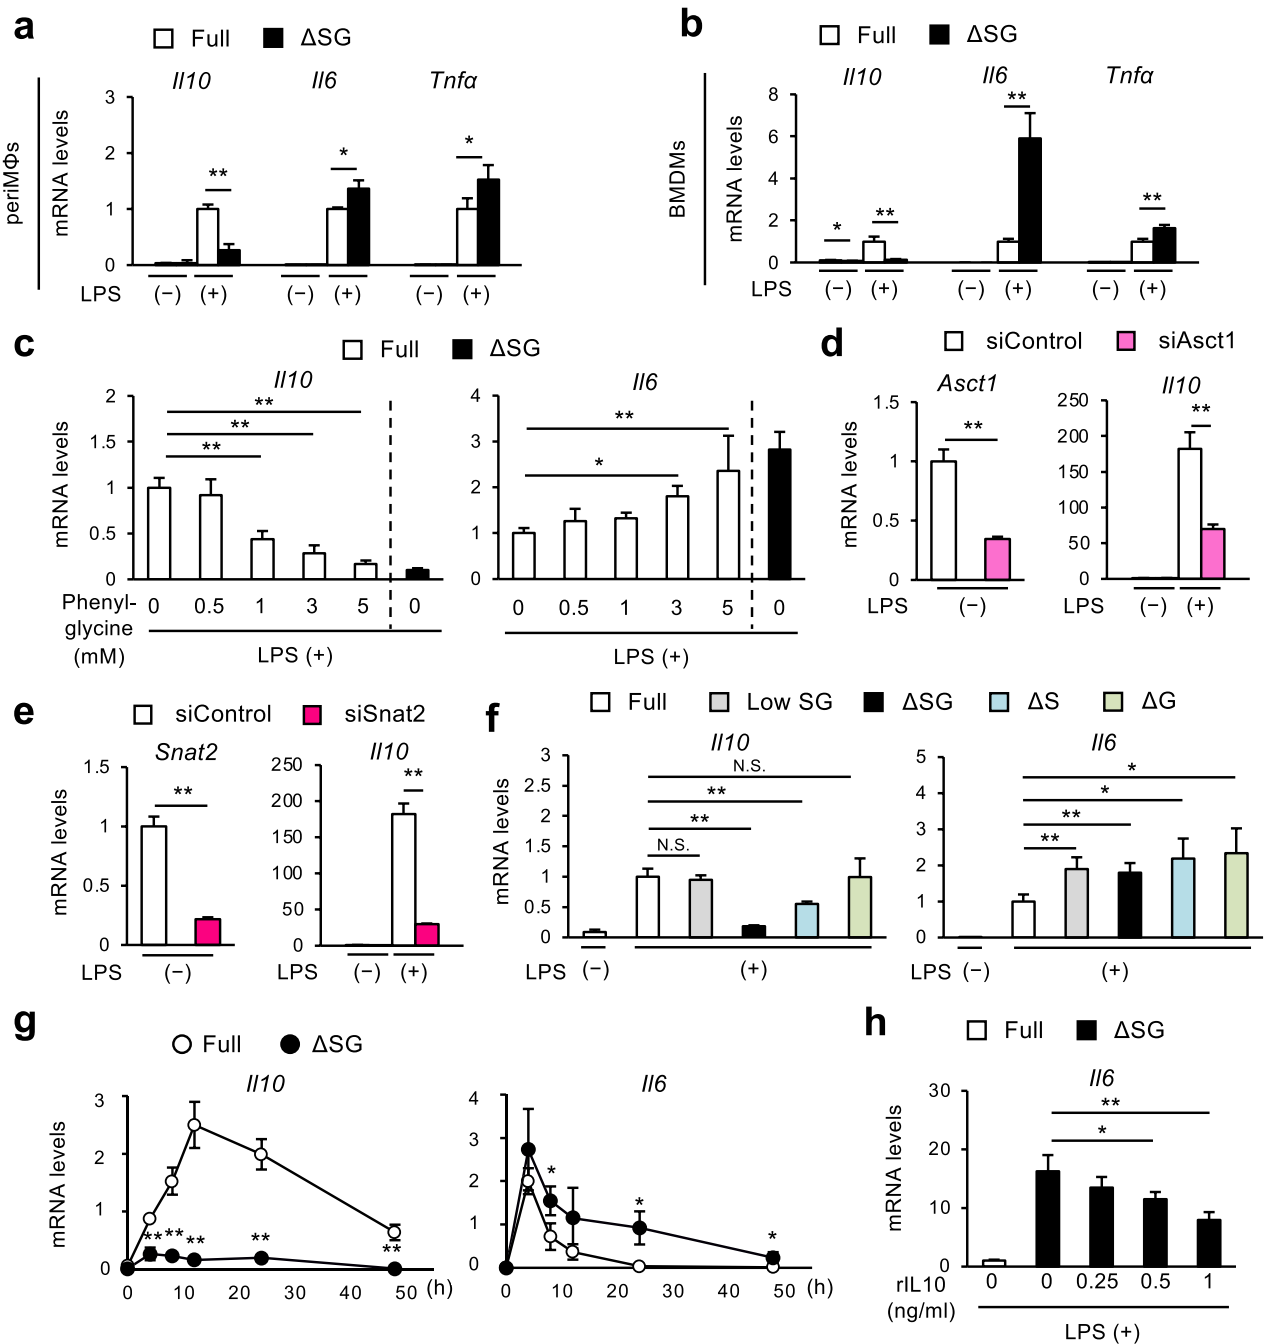 a
Full ΔSG
Il10 Il6 Tnfα
periMΦs
mRNA levels
3
2
1
0
** * *
LPS (−) (+) (−) (+) (−) (+)
b
Full ΔSG
Il10 Il6 Tnfα
BMDMs
mRNA levels
8
6
4
2
0
* ** ** **
LPS (−) (+) (−) (+) (−) (+)
c
Full ΔSG
Il10
mRNA levels
2
1.5
1
0.5
0
**
**
**
Phenyl-
glycine
(mM)
0 0.5 1 3 5 0
LPS (+)
Il6
4
3
2
1
0
**
*
0 0.5 1 3 5 0
LPS (+)
d
siControl siAsct1
Asct1
mRNA levels
1.5
1
0.5
0
**
LPS (−)
Il10
250
200
150
100
50
0
**
LPS (−) (+)
e
siControl siSnat2
Snat2
mRNA levels
1.5
1
0.5
0
**
LPS (−)
Il10
250
200
150
100
50
0
**
LPS (−) (+)
f
Full Low SG ΔSG ΔS ΔG
Il10
mRNA levels
3
2.5
2
1.5
1
0.5
0
N.S.
**
**
N.S.
LPS (−) (+)
Il6
5
4
3
2
1
0
*
*
**
**
LPS (−) (+)
g
Full ΔSG
Il10
mRNA levels
3
2
1
0
** ** ** ** **
0 10 20 30 40 50 (h)
Il6
4
3
2
1
0
* * *
0 10 20 30 40 50 (h)
h
Full ΔSG
Il6
mRNA levels
30
20
10
0
**
*
rIL10
(ng/ml)
0 0 0.25 0.5 1
LPS (+)